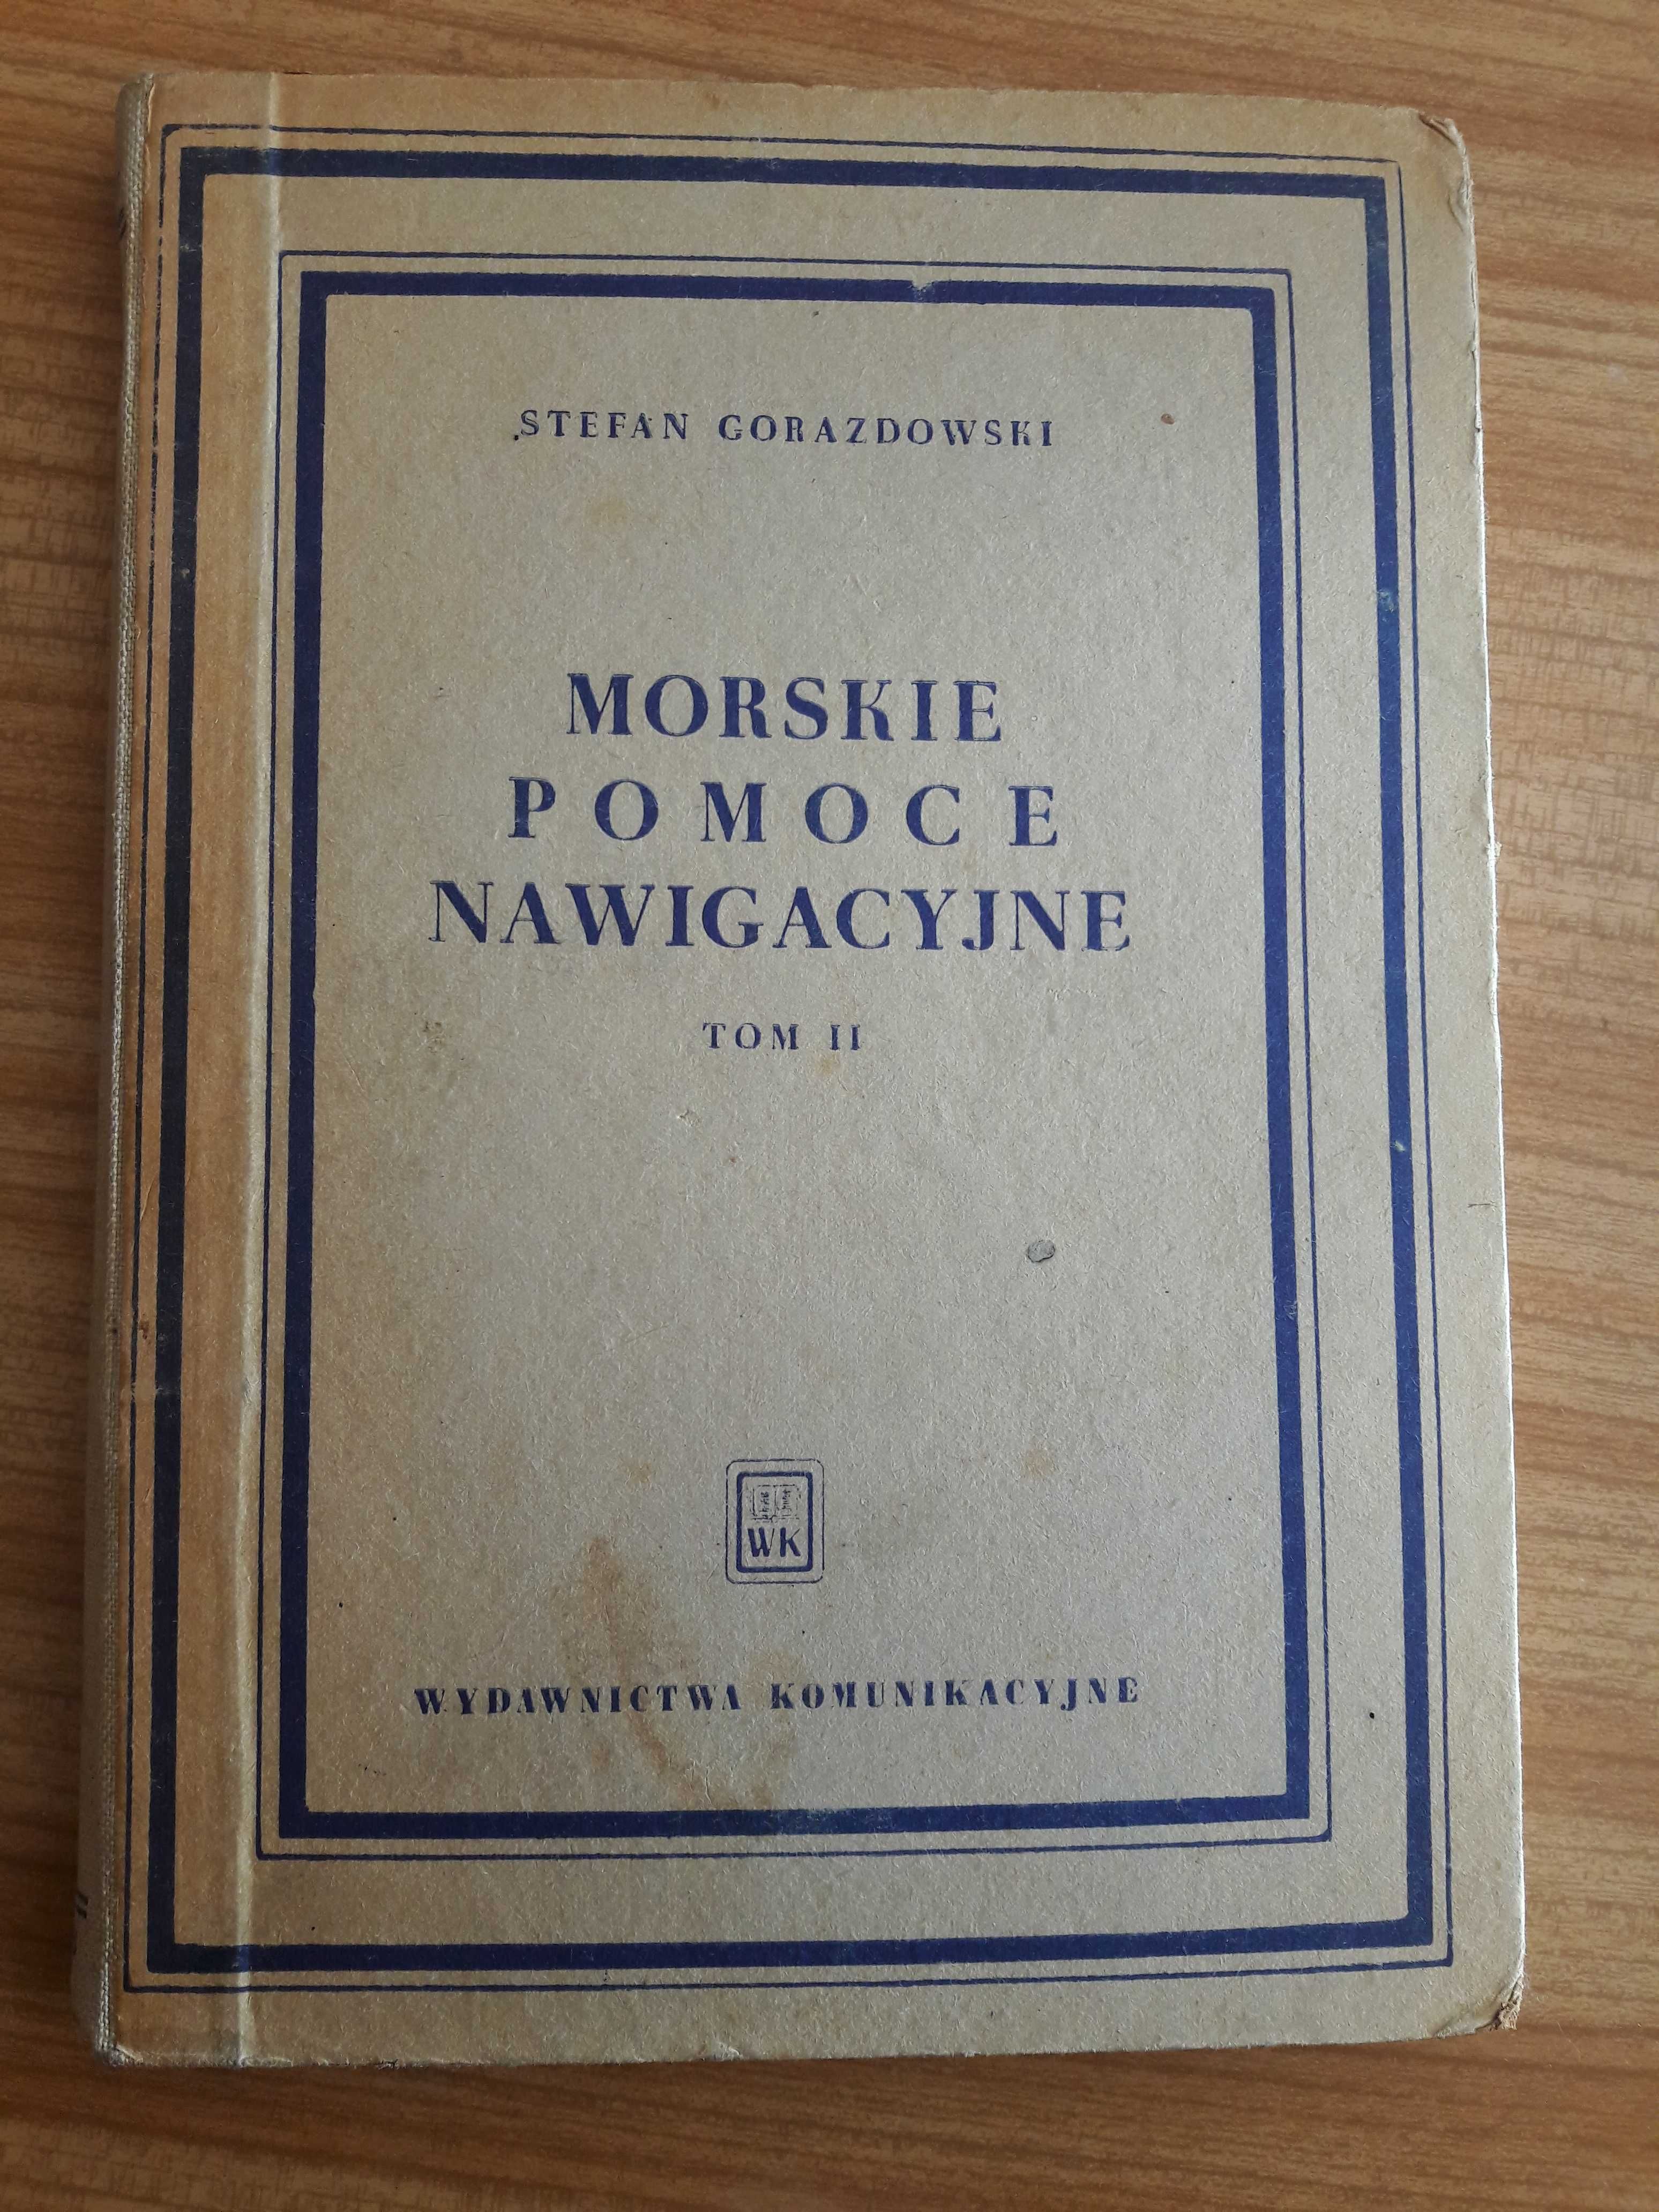 STEFAN GORAZDOWSKI
MORSKIE
POMOCE
NAWIGACYJNE
TOM II
WK
WYDAWNICTWA KOMUNIKACYJNE